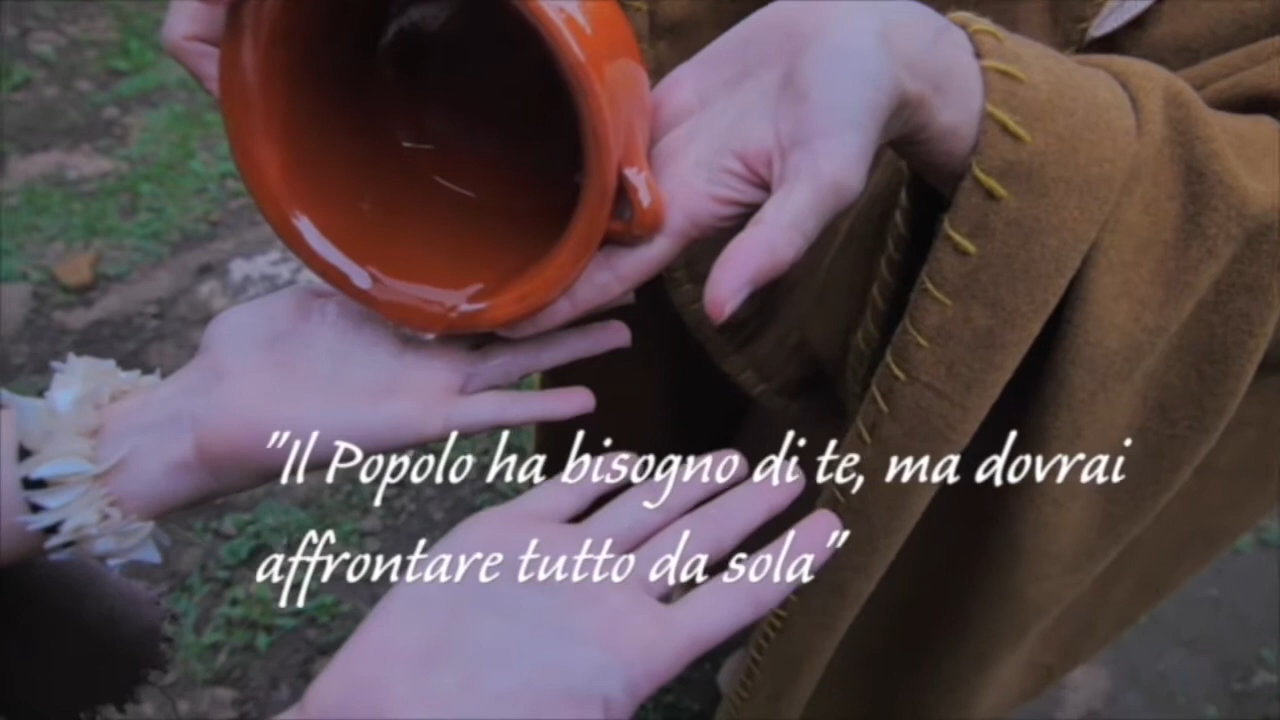 "Il Popolo ha bisogno di te, ma dovrai
affrontare tutto da sola"